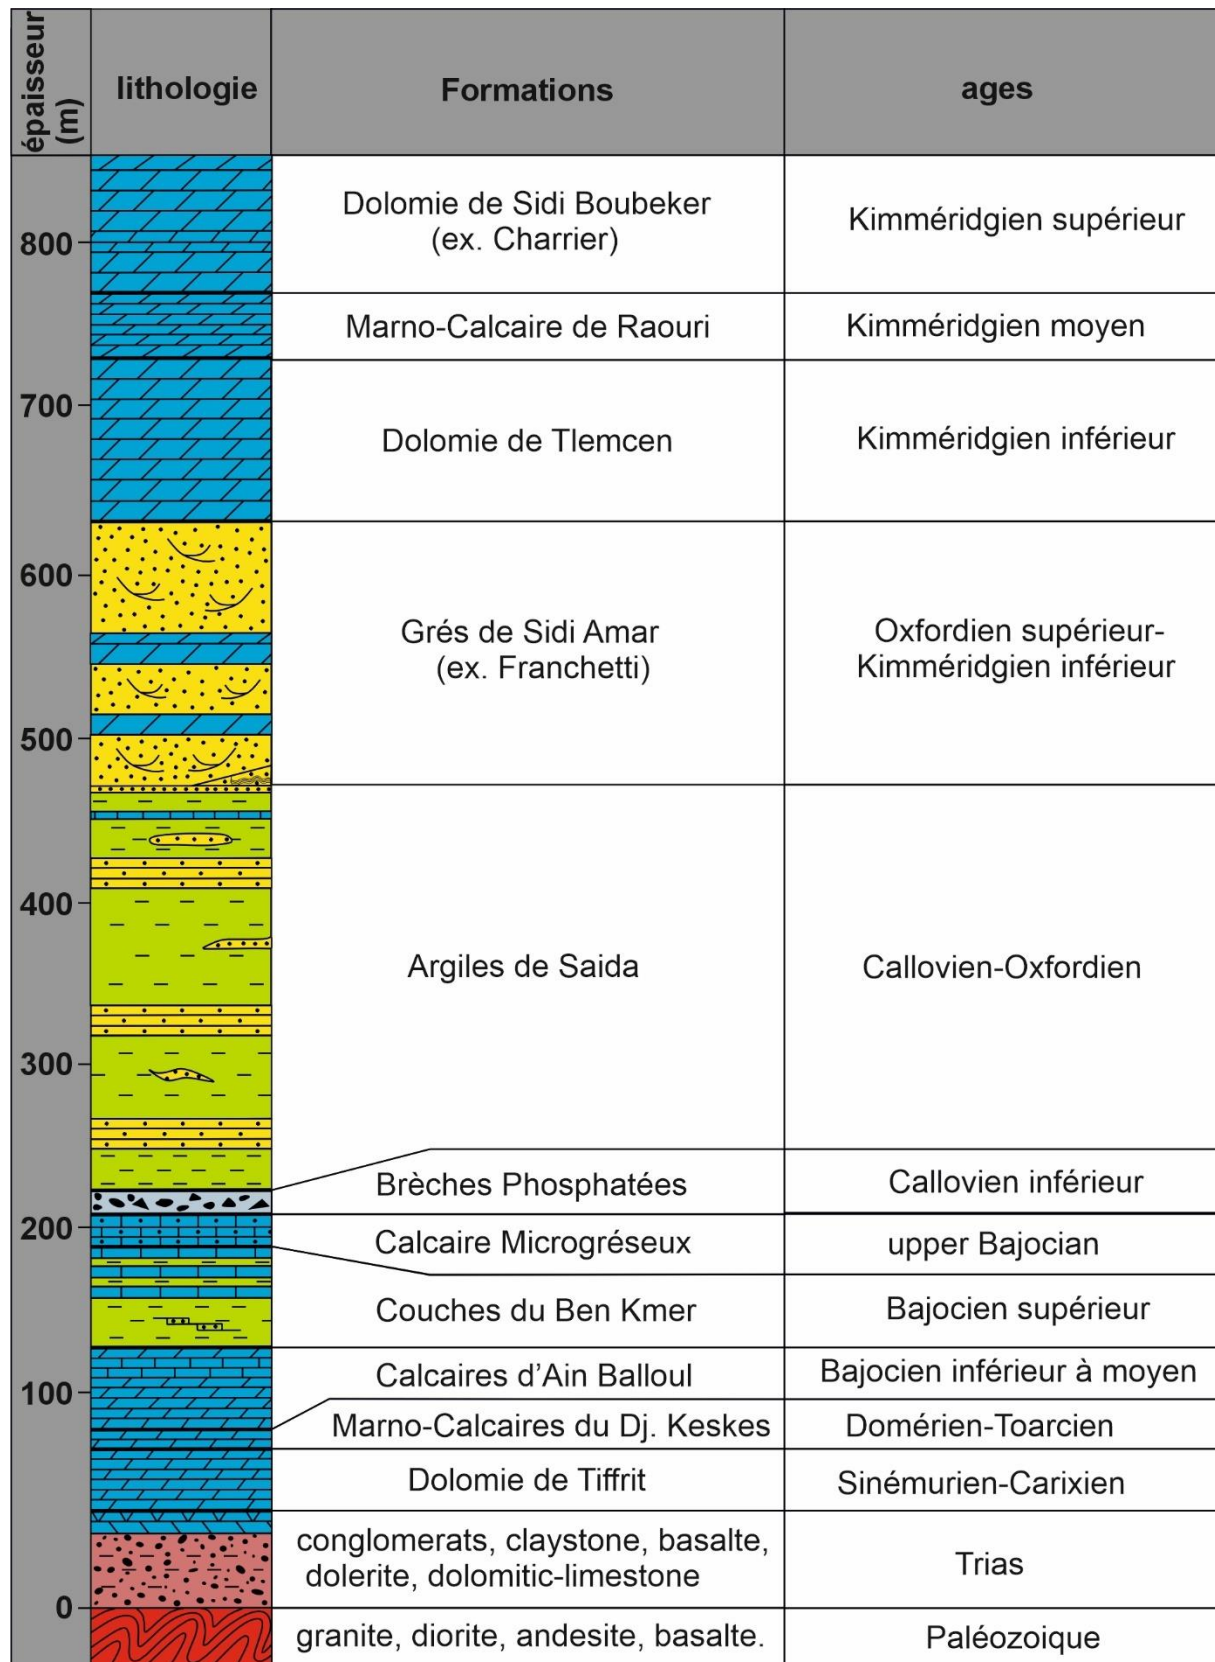 épaisseur
(m)
lithologie
Formations
ages
Dolomie de Sidi Boubeker
(ex. Charrier)
Kimméridgien supérieur
800
Marno-Calcaire de Raouri
Kimméridgien moyen
700
Dolomie de Tlemcen
Kimméridgien inférieur
600
Grés de Sidi Amar
(ex. Franchetti)
Oxfordien supérieur-
Kimméridgien inférieur
500
400
Argiles de Saida
Callovien-Oxfordien
300
Brèches Phosphatées
Callovien inférieur
200
Calcaire Microgréseux
upper Bajocian
Couches du Ben Kmer
Bajocien supérieur
100
Calcaires d’Ain Balloul
Bajocien inférieur à moyen
Marno-Calcaires du Dj. Keskes
Domérien-Toarcien
Dolomie de Tiffrit
Sinémurien-Carixien
conglomerats, claystone, basalte,
dolerite, dolomitic-limestone
Trias
0
granite, diorite, andesite, basalte.
Paléozoique